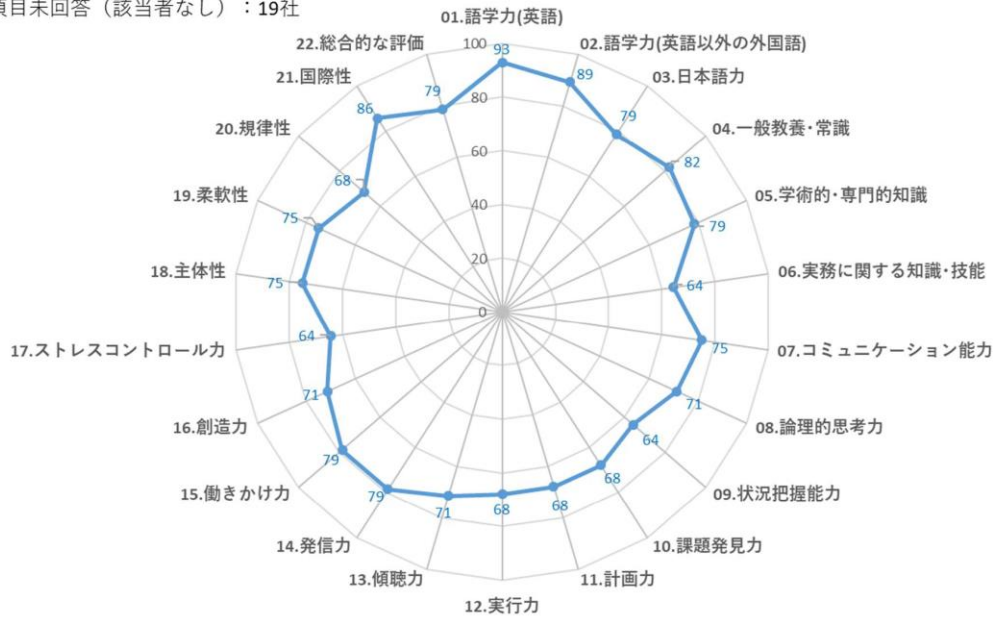 項目未回答（該当者なし）：19社
01.語学力(英語)
02.語学力(英語以外の外国語)
03.日本語力
04.一般教養･常識
05.学術的･専門的知識
06.実務に関する知識･技能
07.コミュニケーション能力
08.論理的思考力
09.状況把握能力
10.課題発見力
11.計画力
12.実行力
13.傾聴力
14.発信力
15.働きかけ力
16.創造力
17.ストレスコントロール力
18.主体性
19.柔軟性
20.規律性
21.国際性
22.総合的な評価
100
80
60
40
20
0
93
89
79
82
79
64
75
71
64
68
68
68
71
79
79
71
64
75
75
68
86
79